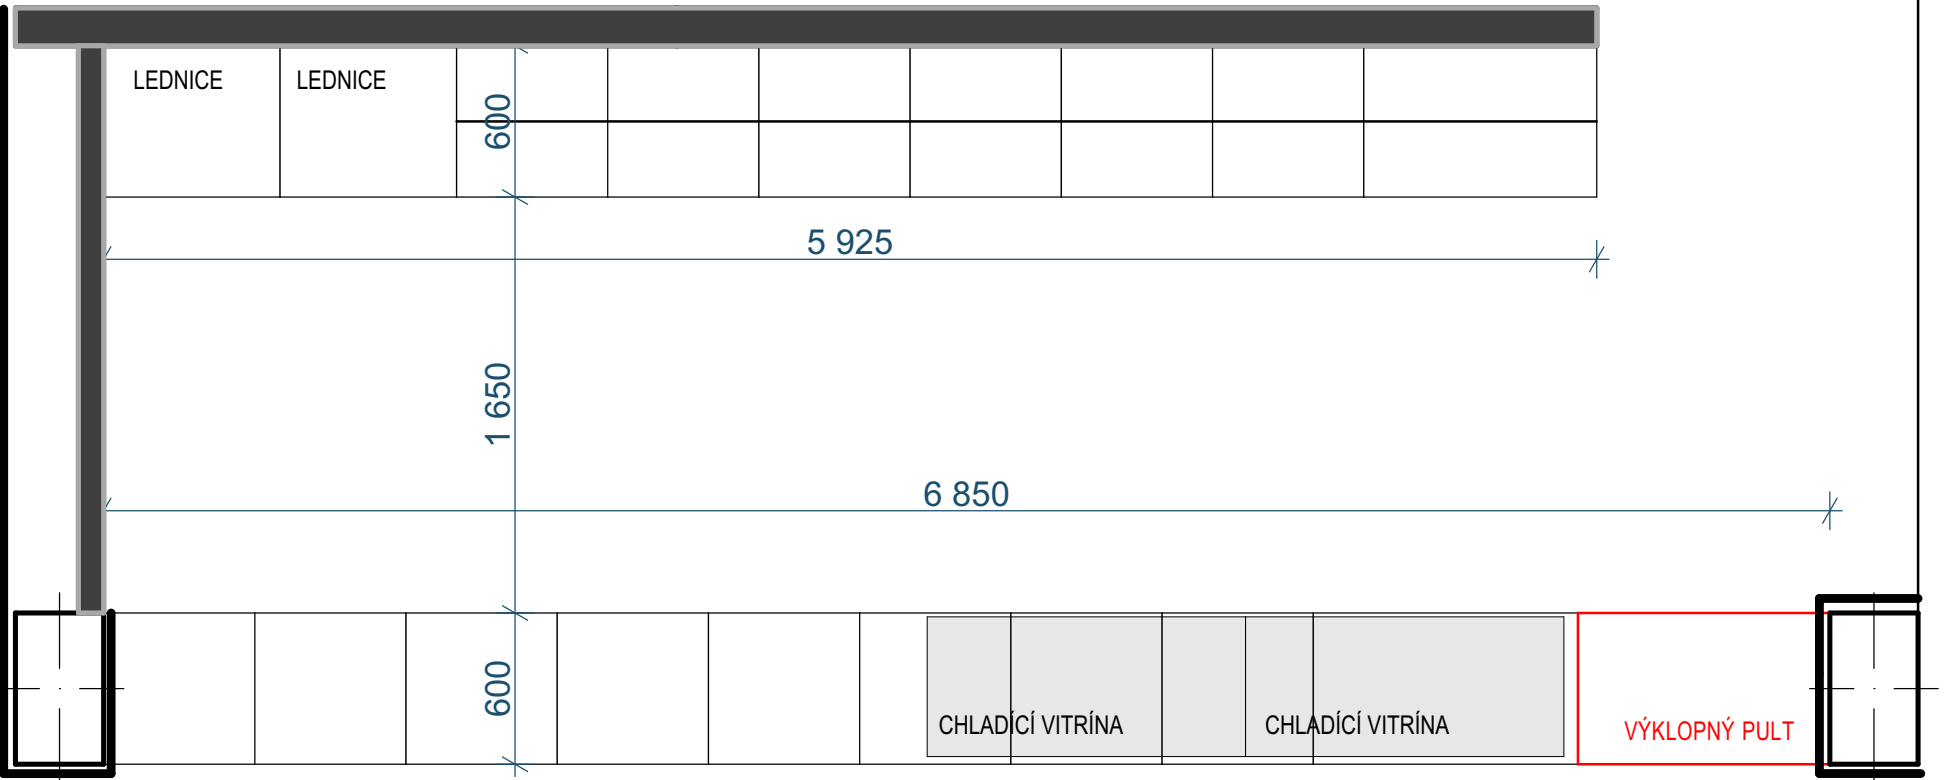 LEDNICE
LEDNICE
600
5 925
1 650
6 850
600
CHLADÍCÍ VITRÍNA
CHLADÍCÍ VITRÍNA
VÝKLOPNÝ PULT